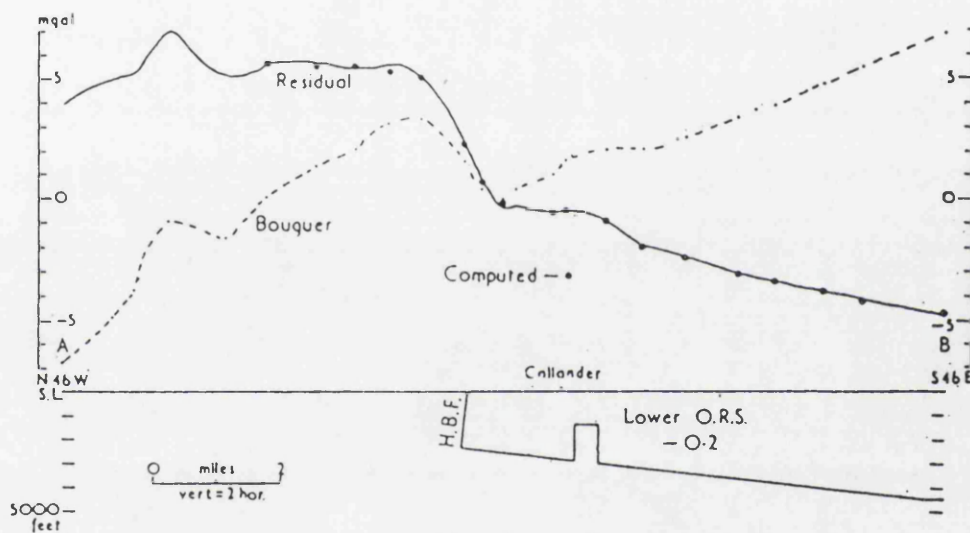 mgal
5
5
Residual
0
0
Bouguer
Computed
-5
-5
A
B
N 46 W
Callander
S 46 E
S.L.
H.B.F.
Lower O.R.S.
-0.2
0 miles 2
vert = 2 hor.
5000
feet